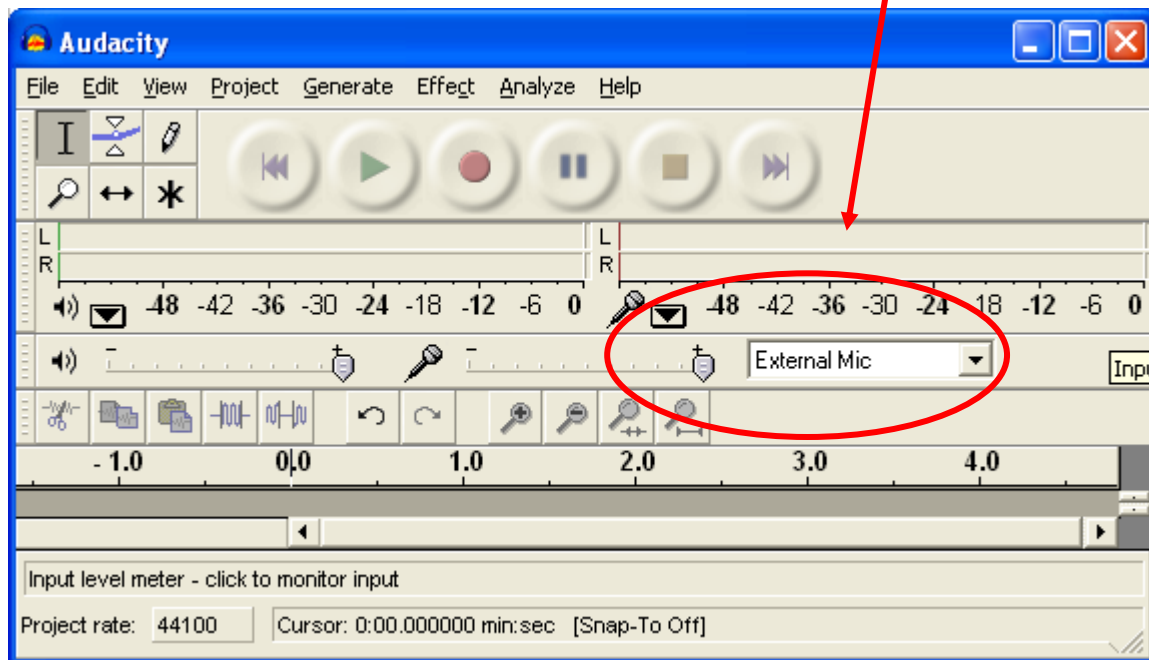 Audacity
File Edit View Project Generate Effect Analyze Help
L L
R R
-48 -42 -36 -30 -24 -18 -12 -6 0 -48 -42 -36 -30 -24 -18 -12 -6 0
- + - + External Mic
Inpu
- 1.0 0.0 1.0 2.0 3.0 4.0
Input level meter - click to monitor input
Project rate: 44100 Cursor: 0:00.000000 min:sec [Snap-To Off]